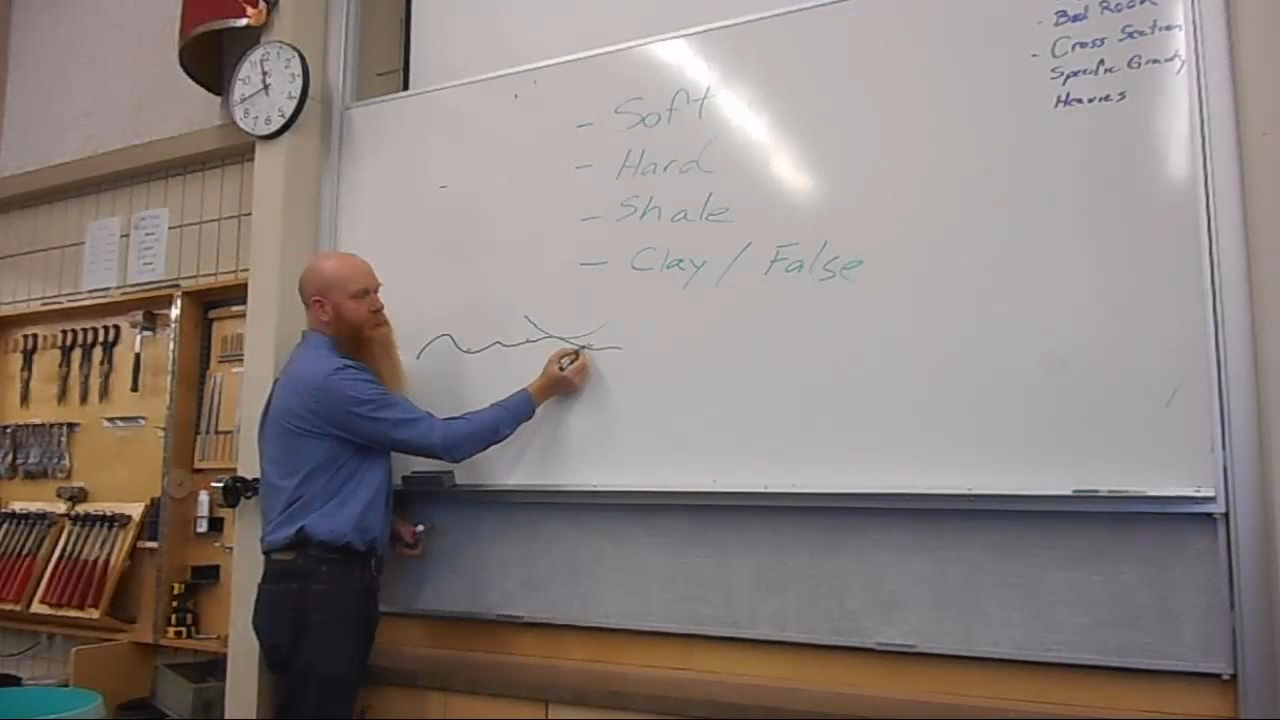 - Soft
- Hard
- Shale
- Clay / False
- Bed Rock
- Cross Section
Specific Gravity
Heavies